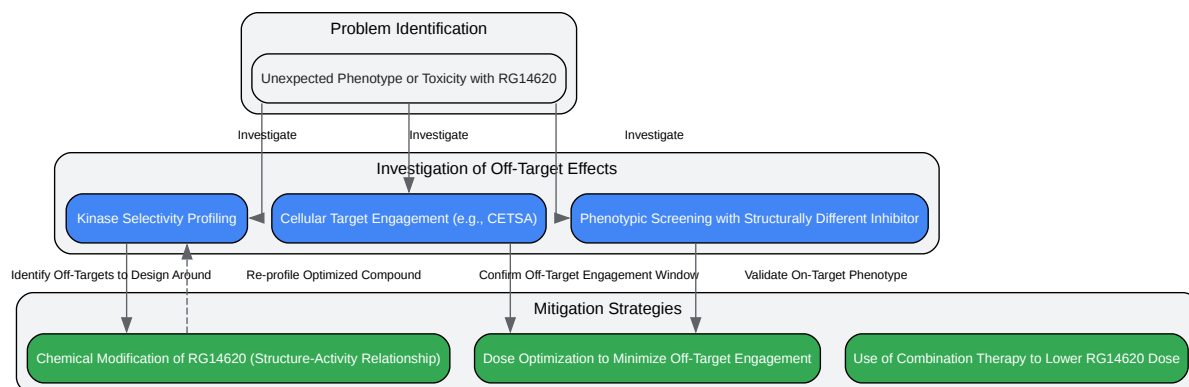 Problem Identification
Unexpected Phenotype or Toxicity with RG14620
Investigate
Investigate
Investigate
Investigation of Off-Target Effects
Kinase Selectivity Profiling
Cellular Target Engagement (e.g., CETSA)
Phenotypic Screening with Structurally Different Inhibitor
Identify Off-Targets to Design Around
Re-profile Optimized Compound
Confirm Off-Target Engagement Window
Validate On-Target Phenotype
Mitigation Strategies
Chemical Modification of RG14620 (Structure-Activity Relationship)
Dose Optimization to Minimize Off-Target Engagement
Use of Combination Therapy to Lower RG14620 Dose